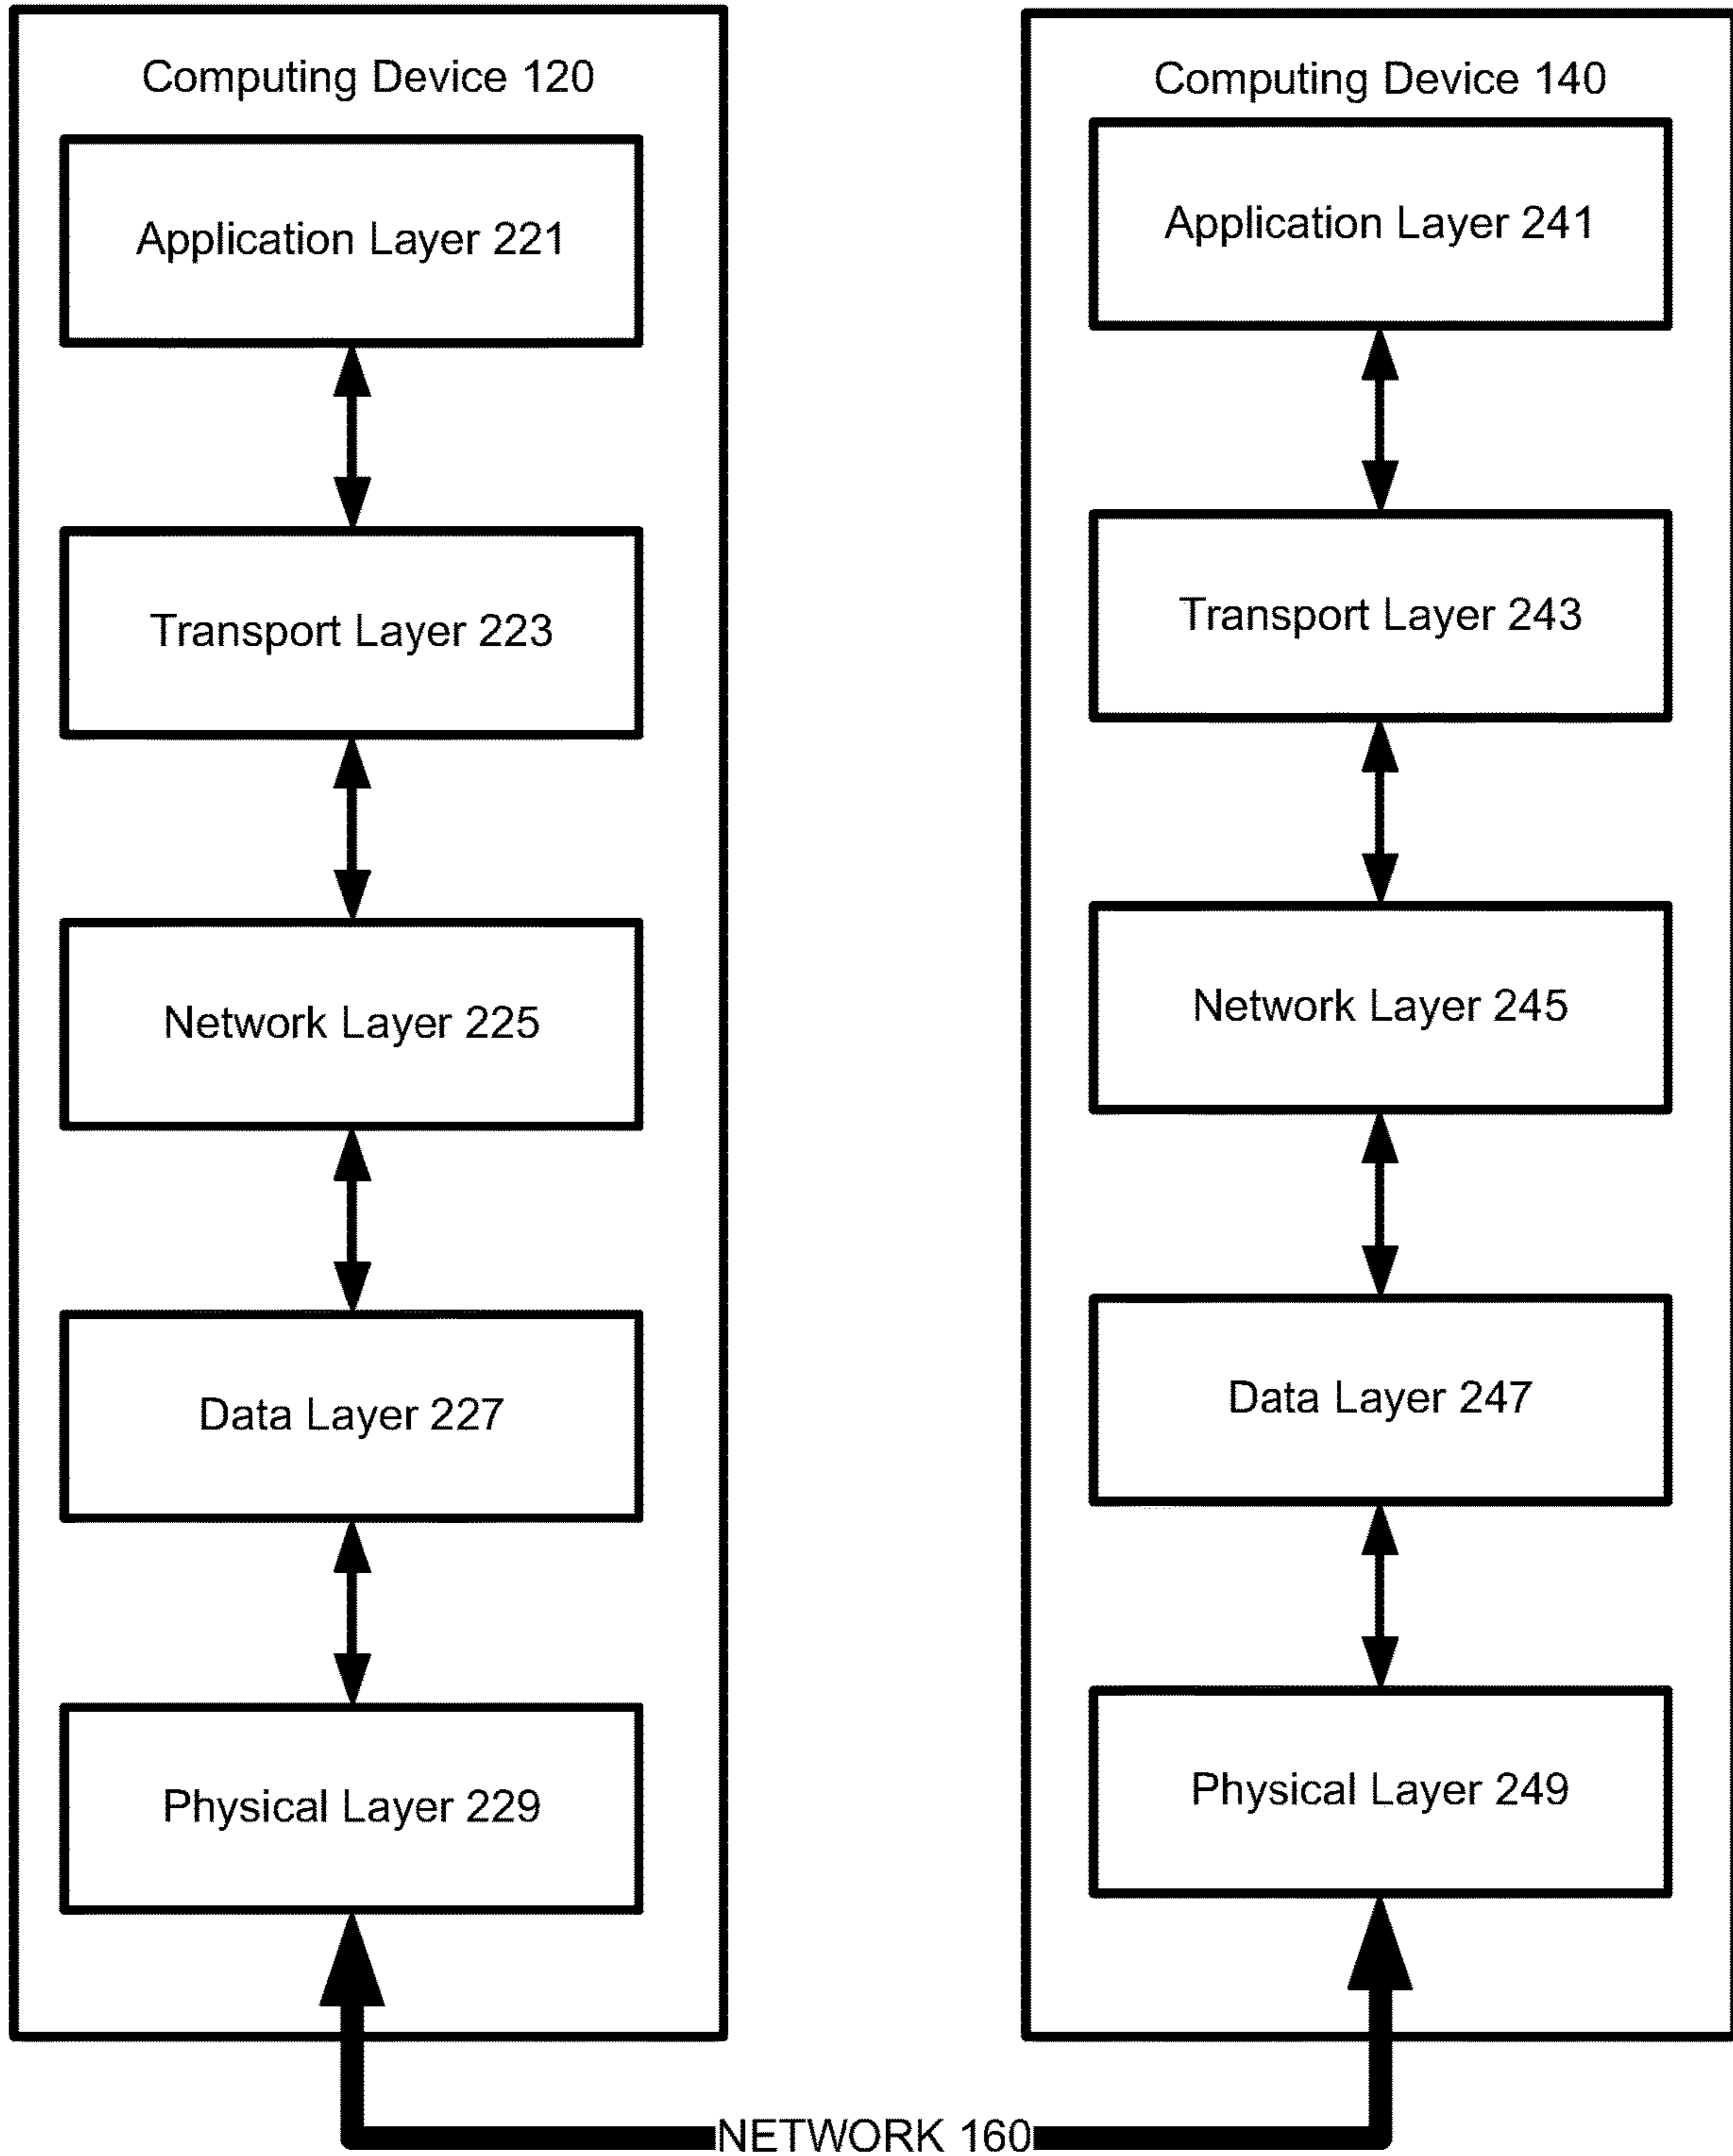 Computing Device 120
Application Layer 221
Transport Layer 223
Network Layer 225
Data Layer 227
Physical Layer 229
Computing Device 140
Application Layer 241
Transport Layer 243
Network Layer 245
Data Layer 247
Physical Layer 249
NETWORK 160